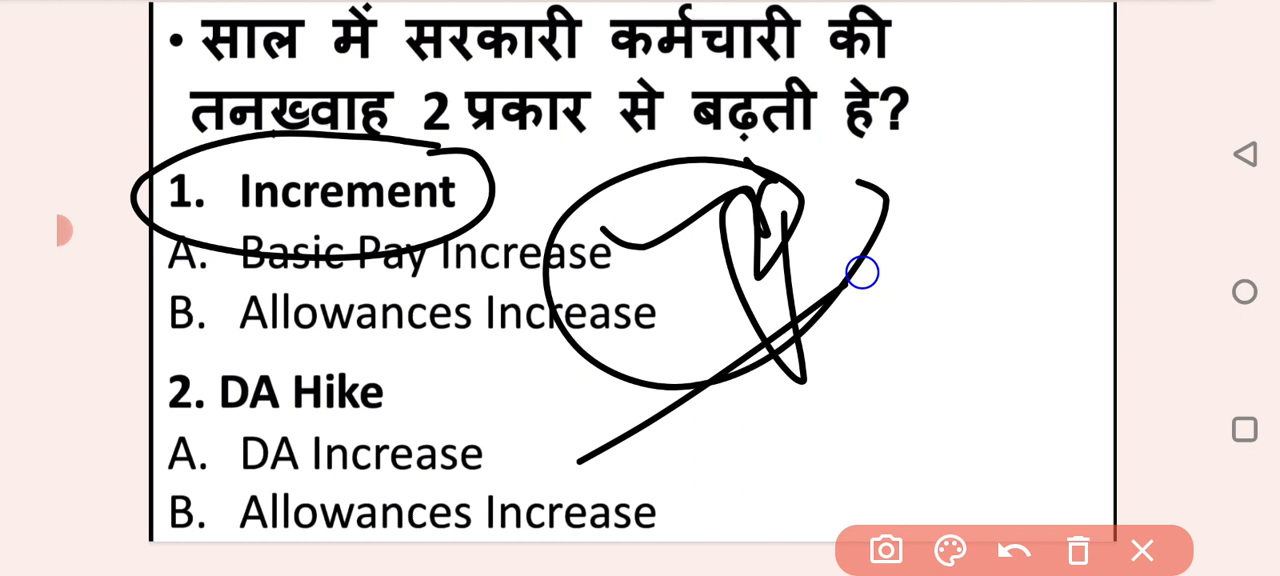 • साल में सरकारी कर्मचारी की
तनख्वाह 2 प्रकार से बढ़ती हे?
1. Increment
A. Basic Pay Increase
B. Allowances Increase
2. DA Hike
A. DA Increase
B. Allowances Increase